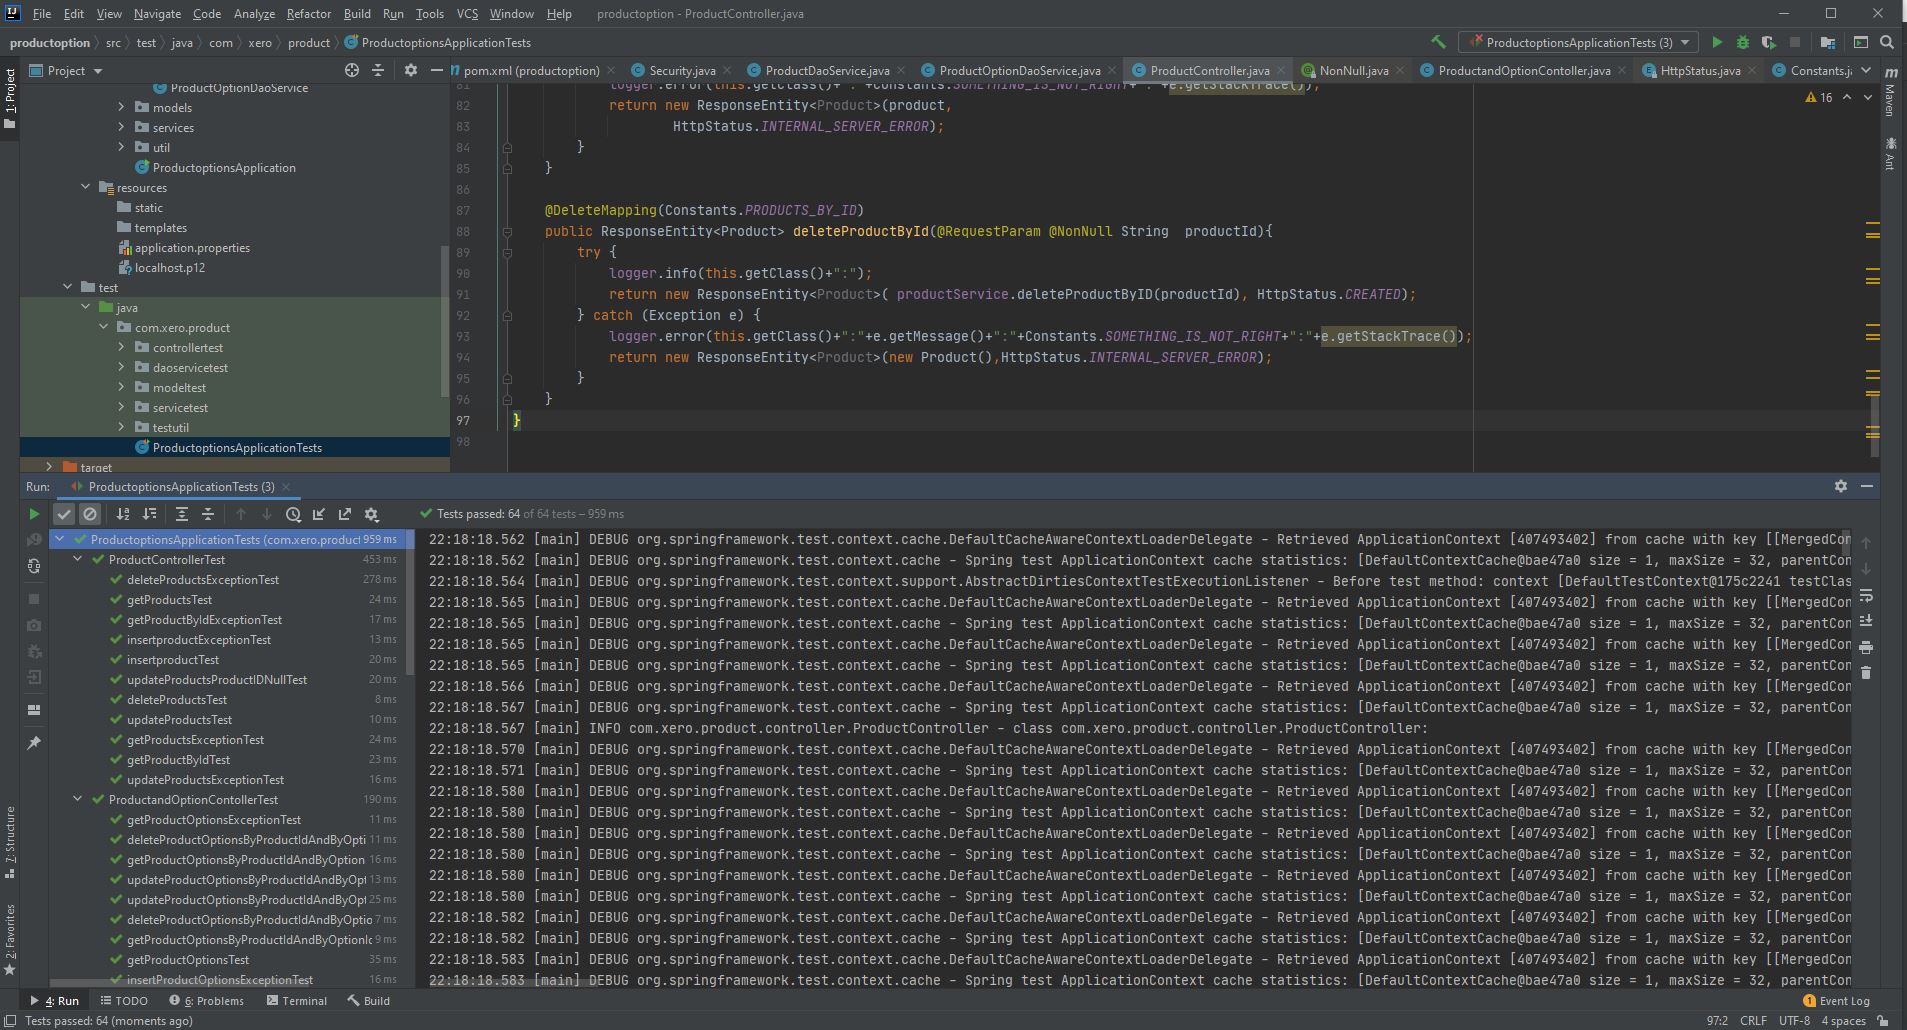 File Edit View Navigate Code Analyze Refactor Build Run Tools VCS Window Help productoption - ProductController.java
productoption src test java com xero product ProductoptionsApplicationTests
ProductoptionsApplicationTests (3)
Project
pom.xml (productoption) Security.java ProductDaoService.java ProductOptionDaoService.java ProductController.java NonNull.java ProductandOptionContoller.java HttpStatus.java Constants.j
1: Project
Maven
Ant
ProductOptionDaoService
models
services
util
ProductoptionsApplication
resources
static
templates
application.properties
localhost.p12
test
java
com.xero.product
controllertest
daoservicetest
modeltest
servicetest
testutil
ProductoptionsApplicationTests
target
16
81 logger.error(this.getClass()+":"+Constants.SOMETHING_IS_NOT_RIGHT+":"+e.getStackTrace());
82 return new ResponseEntity<Product>(product,
83 HttpStatus.INTERNAL_SERVER_ERROR);
84 }
85 }
86
87 @DeleteMapping(Constants.PRODUCTS_BY_ID)
88 public ResponseEntity<Product> deleteProductById(@RequestParam @NonNull String productId){
89 try {
90 logger.info(this.getClass()+":");
91 return new ResponseEntity<Product>( productService.deleteProductByID(productId), HttpStatus.CREATED);
92 } catch (Exception e) {
93 logger.error(this.getClass()+":"+e.getMessage()+":"+Constants.SOMETHING_IS_NOT_RIGHT+":"+e.getStackTrace());
94 return new ResponseEntity<Product>(new Product(),HttpStatus.INTERNAL_SERVER_ERROR);
95 }
96 }
97 }
98
Run: ProductoptionsApplicationTests (3)
Tests passed: 64 of 64 tests – 959 ms
ProductoptionsApplicationTests (com.xero.product 959 ms
ProductControllerTest 453 ms
deleteProductsExceptionTest 278 ms
getProductsTest 24 ms
getProductByIdExceptionTest 17 ms
insertproductExceptionTest 13 ms
insertproductTest 20 ms
updateProductsProductIDNullTest 20 ms
deleteProductsTest 8 ms
updateProductsTest 10 ms
getProductsExceptionTest 24 ms
getProductByIdTest 23 ms
updateProductsExceptionTest 16 ms
ProductandOptionContollerTest 190 ms
getProductOptionsExceptionTest 11 ms
deleteProductOptionsByProductIdAndByOpti 11 ms
getProductOptionsByProductIdAndByOption 16 ms
updateProductOptionsByProductIdAndByOpt 13 ms
updateProductOptionsByProductIdAndByOpt 25 ms
deleteProductOptionsByProductIdAndByOptio 7 ms
getProductOptionsByProductIdAndByOptionId 9 ms
getProductOptionsTest 35 ms
insertProductOptionsExceptionTest 16 ms
22:18:18.562 [main] DEBUG org.springframework.test.context.cache.DefaultCacheAwareContextLoaderDelegate - Retrieved ApplicationContext [407493402] from cache with key [[MergedCon
22:18:18.562 [main] DEBUG org.springframework.test.context.cache - Spring test ApplicationContext cache statistics: [DefaultContextCache@bae47a0 size = 1, maxSize = 32, parentCon
22:18:18.564 [main] DEBUG org.springframework.test.context.support.AbstractDirtiesContextTestExecutionListener - Before test method: context [DefaultTestContext@175c2241 testClas
22:18:18.565 [main] DEBUG org.springframework.test.context.cache.DefaultCacheAwareContextLoaderDelegate - Retrieved ApplicationContext [407493402] from cache with key [[MergedCon
22:18:18.565 [main] DEBUG org.springframework.test.context.cache - Spring test ApplicationContext cache statistics: [DefaultContextCache@bae47a0 size = 1, maxSize = 32, parentCon
22:18:18.565 [main] DEBUG org.springframework.test.context.cache.DefaultCacheAwareContextLoaderDelegate - Retrieved ApplicationContext [407493402] from cache with key [[MergedCon
22:18:18.565 [main] DEBUG org.springframework.test.context.cache - Spring test ApplicationContext cache statistics: [DefaultContextCache@bae47a0 size = 1, maxSize = 32, parentCon
22:18:18.566 [main] DEBUG org.springframework.test.context.cache.DefaultCacheAwareContextLoaderDelegate - Retrieved ApplicationContext [407493402] from cache with key [[MergedCon
22:18:18.567 [main] DEBUG org.springframework.test.context.cache - Spring test ApplicationContext cache statistics: [DefaultContextCache@bae47a0 size = 1, maxSize = 32, parentCon
22:18:18.567 [main] INFO com.xero.product.controller.ProductController - class com.xero.product.controller.ProductController:
22:18:18.570 [main] DEBUG org.springframework.test.context.cache.DefaultCacheAwareContextLoaderDelegate - Retrieved ApplicationContext [407493402] from cache with key [[MergedCon
22:18:18.571 [main] DEBUG org.springframework.test.context.cache - Spring test ApplicationContext cache statistics: [DefaultContextCache@bae47a0 size = 1, maxSize = 32, parentCon
22:18:18.580 [main] DEBUG org.springframework.test.context.cache.DefaultCacheAwareContextLoaderDelegate - Retrieved ApplicationContext [407493402] from cache with key [[MergedCon
22:18:18.580 [main] DEBUG org.springframework.test.context.cache - Spring test ApplicationContext cache statistics: [DefaultContextCache@bae47a0 size = 1, maxSize = 32, parentCon
22:18:18.580 [main] DEBUG org.springframework.test.context.cache.DefaultCacheAwareContextLoaderDelegate - Retrieved ApplicationContext [407493402] from cache with key [[MergedCon
22:18:18.580 [main] DEBUG org.springframework.test.context.cache - Spring test ApplicationContext cache statistics: [DefaultContextCache@bae47a0 size = 1, maxSize = 32, parentCon
22:18:18.580 [main] DEBUG org.springframework.test.context.cache.DefaultCacheAwareContextLoaderDelegate - Retrieved ApplicationContext [407493402] from cache with key [[MergedCon
22:18:18.580 [main] DEBUG org.springframework.test.context.cache - Spring test ApplicationContext cache statistics: [DefaultContextCache@bae47a0 size = 1, maxSize = 32, parentCon
22:18:18.582 [main] DEBUG org.springframework.test.context.cache.DefaultCacheAwareContextLoaderDelegate - Retrieved ApplicationContext [407493402] from cache with key [[MergedCon
22:18:18.582 [main] DEBUG org.springframework.test.context.cache - Spring test ApplicationContext cache statistics: [DefaultContextCache@bae47a0 size = 1, maxSize = 32, parentCon
22:18:18.583 [main] DEBUG org.springframework.test.context.cache.DefaultCacheAwareContextLoaderDelegate - Retrieved ApplicationContext [407493402] from cache with key [[MergedCon
22:18:18.583 [main] DEBUG org.springframework.test.context.cache - Spring test ApplicationContext cache statistics: [DefaultContextCache@bae47a0 size = 1, maxSize = 32, parentCon
7: Structure
2: Favorites
4: Run TODO 6: Problems Terminal Build 1 Event Log
Tests passed: 64 (moments ago) 97:2 CRLF UTF-8 4 spaces